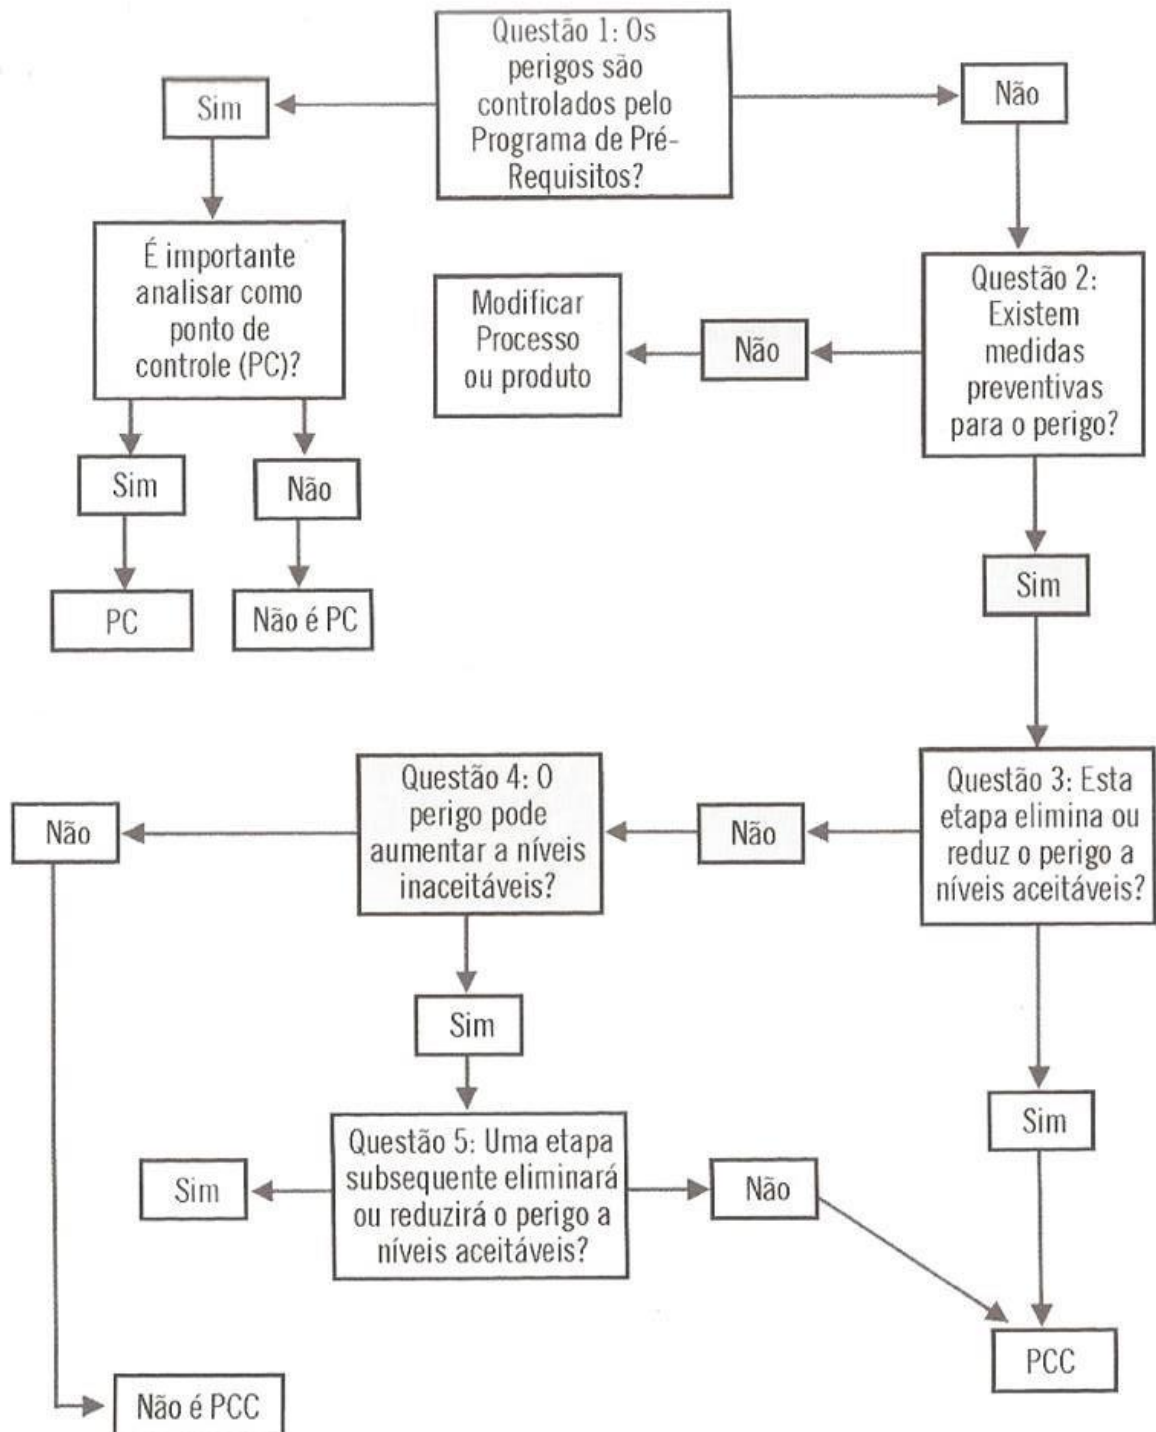 Questão 1: Os
perigos são
controlados pelo
Programa de Pré-
Requisitos?
Sim
Não
É importante
analisar como
ponto de
controle (PC)?
Questão 2:
Existem
medidas
preventivas
para o perigo?
Modificar
Processo
ou produto
Não
Sim
Não
Sim
PC
Não é PC
Questão 3: Esta
etapa elimina ou
reduz o perigo a
níveis aceitáveis?
Não
Questão 4: O
perigo pode
aumentar a níveis
inaceitáveis?
Não
Sim
Sim
Questão 5: Uma etapa
subsequente eliminará
ou reduzirá o perigo a
níveis aceitáveis?
Sim
Não
PCC
Não é PCC